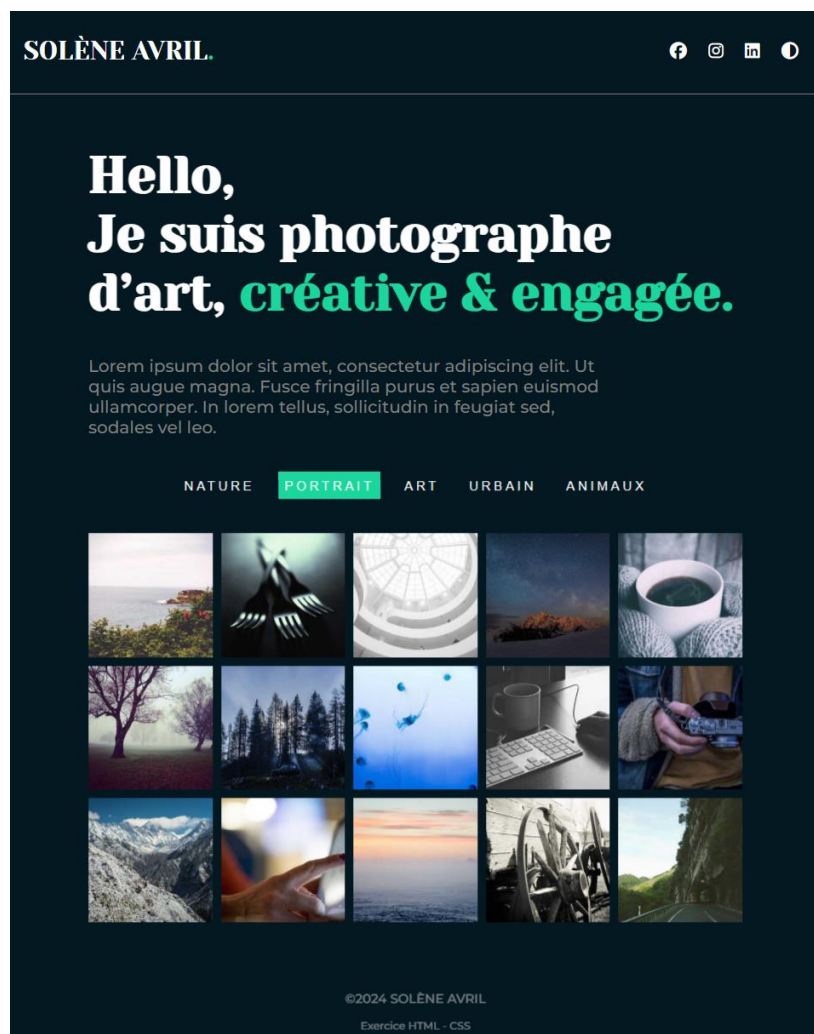 SOLÈNE AVRIL.
Hello,
Je suis photographe
d’art, créative & engagée.
Lorem ipsum dolor sit amet, consectetur adipiscing elit. Ut
quis augue magna. Fusce fringilla purus et sapien euismod
ullamcorper. In lorem tellus, sollicitudin in feugiat sed,
sodales vel leo.
NATURE PORTRAIT ART URBAIN ANIMAUX
©2024 SOLÈNE AVRIL
Exercice HTML - CSS